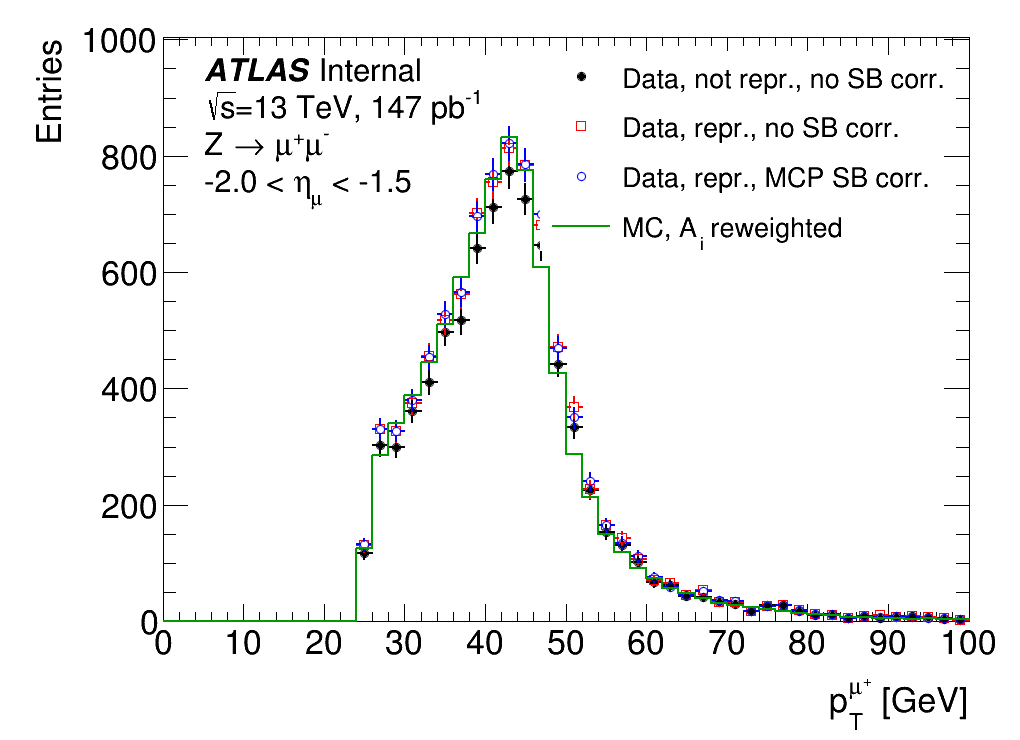 Entries
1000
800
600
400
200
0
ATLAS Internal
√s=13 TeV, 147 pb⁻¹
Z → μ⁺μ⁻
-2.0 < η_μ < -1.5
Data, not repr., no SB corr.
Data, repr., no SB corr.
Data, repr., MCP SB corr.
MC, A_i reweighted
0 10 20 30 40 50 60 70 80 90 100
p_T^μ⁺ [GeV]